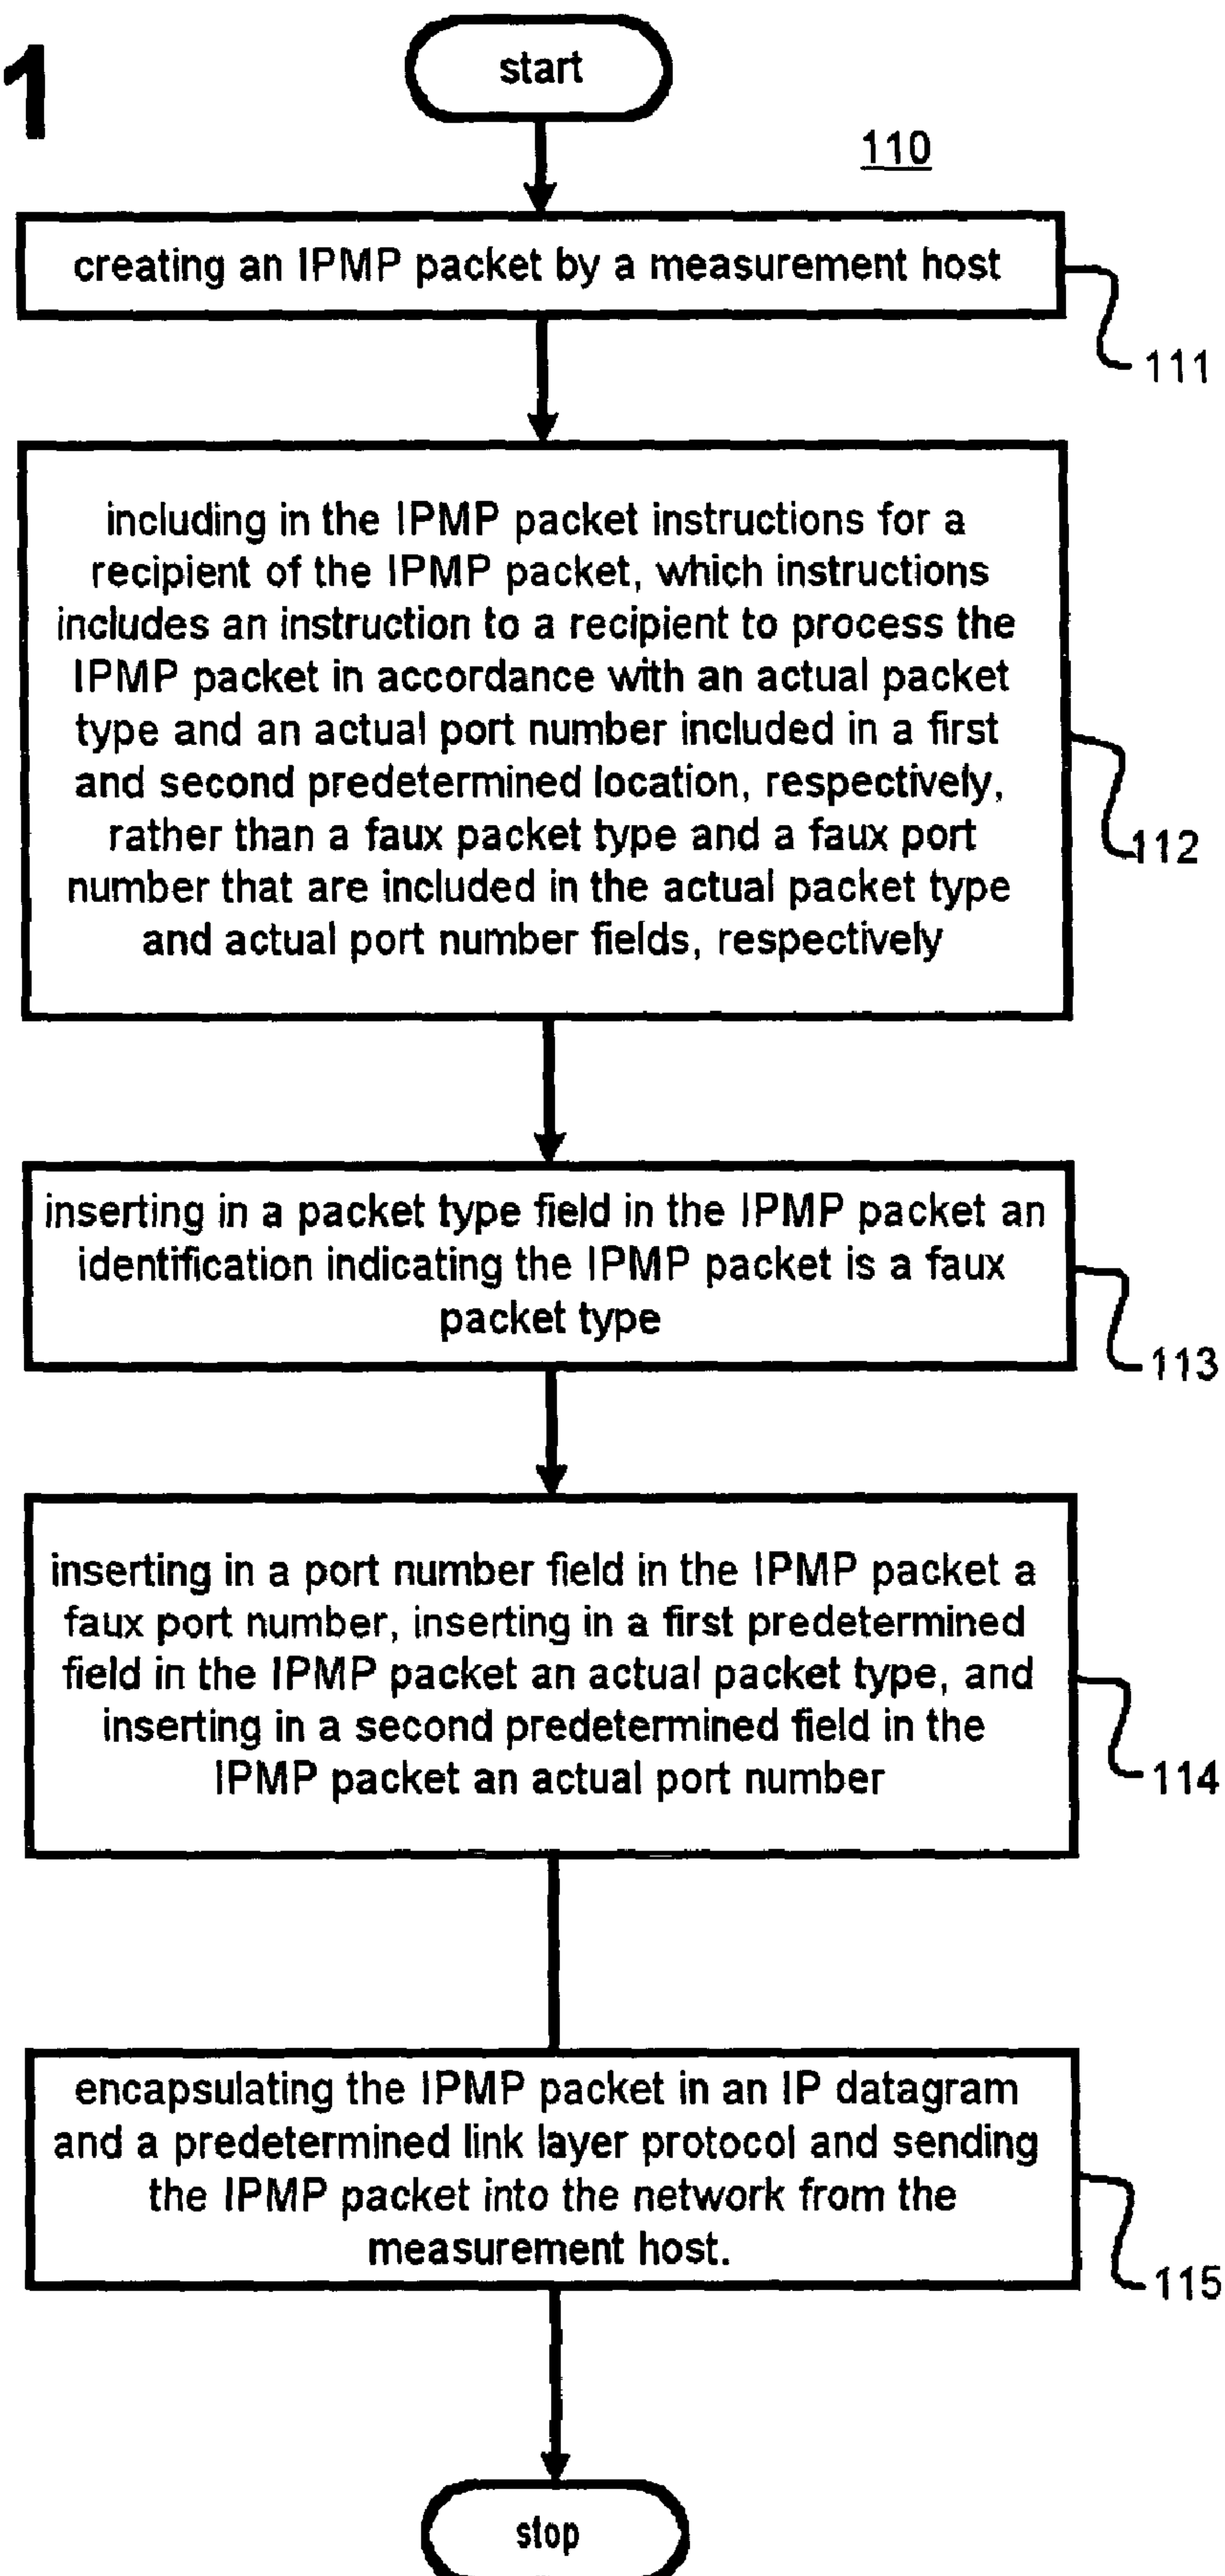 1
start
110
creating an IPMP packet by a measurement host
111
including in the IPMP packet instructions for a
recipient of the IPMP packet, which instructions
includes an instruction to a recipient to process the
IPMP packet in accordance with an actual packet
type and an actual port number included in a first
and second predetermined location, respectively,
rather than a faux packet type and a faux port
number that are included in the actual packet type
and actual port number fields, respectively
112
inserting in a packet type field in the IPMP packet an
identification indicating the IPMP packet is a faux
packet type
113
inserting in a port number field in the IPMP packet a
faux port number, inserting in a first predetermined
field in the IPMP packet an actual packet type, and
inserting in a second predetermined field in the
IPMP packet an actual port number
114
encapsulating the IPMP packet in an IP datagram
and a predetermined link layer protocol and sending
the IPMP packet into the network from the
measurement host.
115
stop